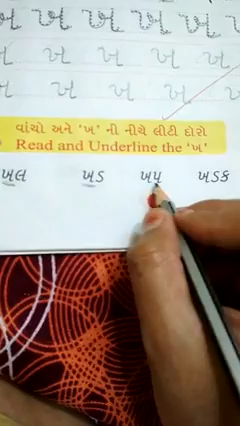 ખ ખ ખ ખ ખ
ખ ખ ખ ખ ખ
ખ ખ ખ ખ
વાંચો અને 'ખ' ની નીચે લીટી દોરો
Read and Underline the 'ખ'
ખલ ખડ ખપ ખડક